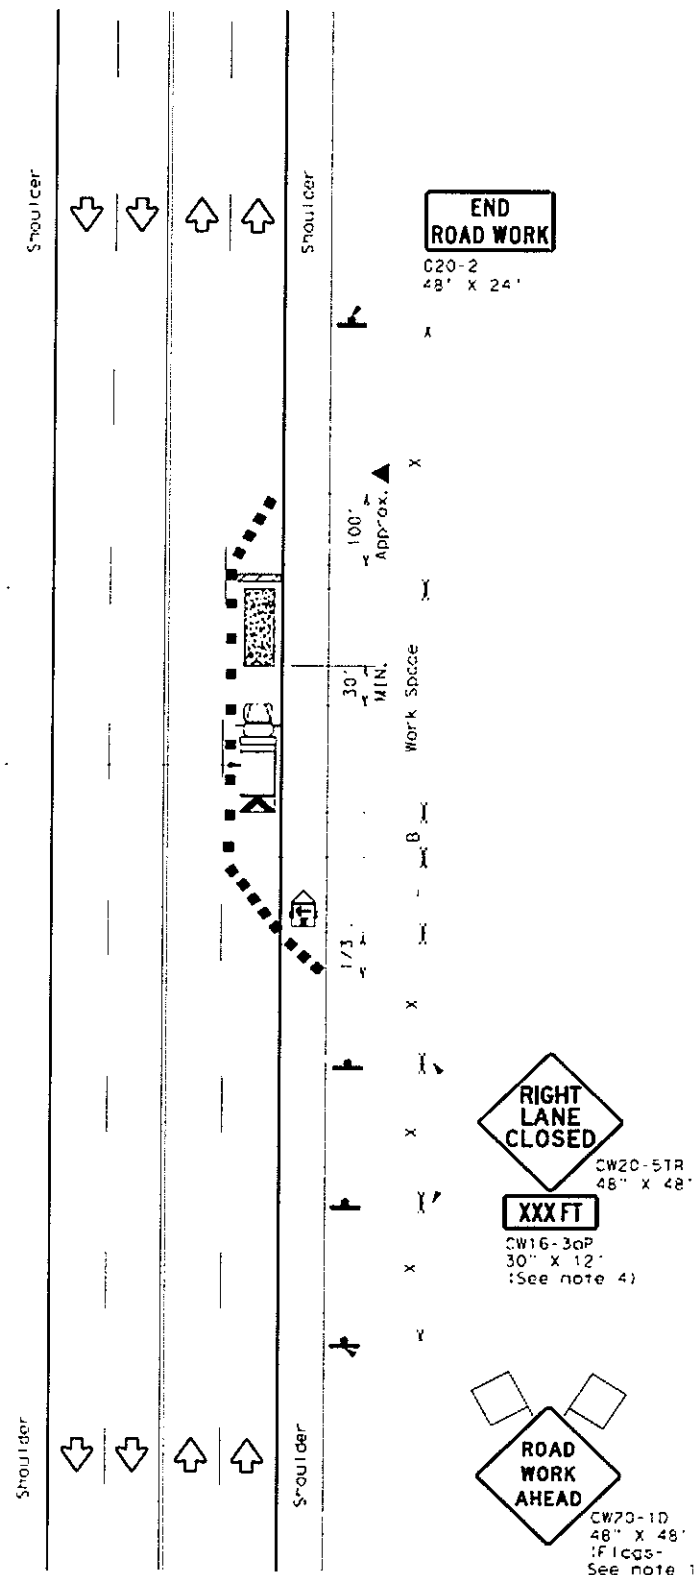 Shoulder
Shoulder
END
ROAD WORK
G20-2
48" X 24"
X
X
100'
Approx.
30'
MIN.
Work Space
B
1/3
X
RIGHT
LANE
CLOSED
CW20-5TR
48" X 48"
X
XXX FT
CW16-3aP
30" X 12"
(See note 4)
X
Shoulder
Shoulder
ROAD
WORK
AHEAD
CW20-1D
48" X 48"
(Flags-
See note 1